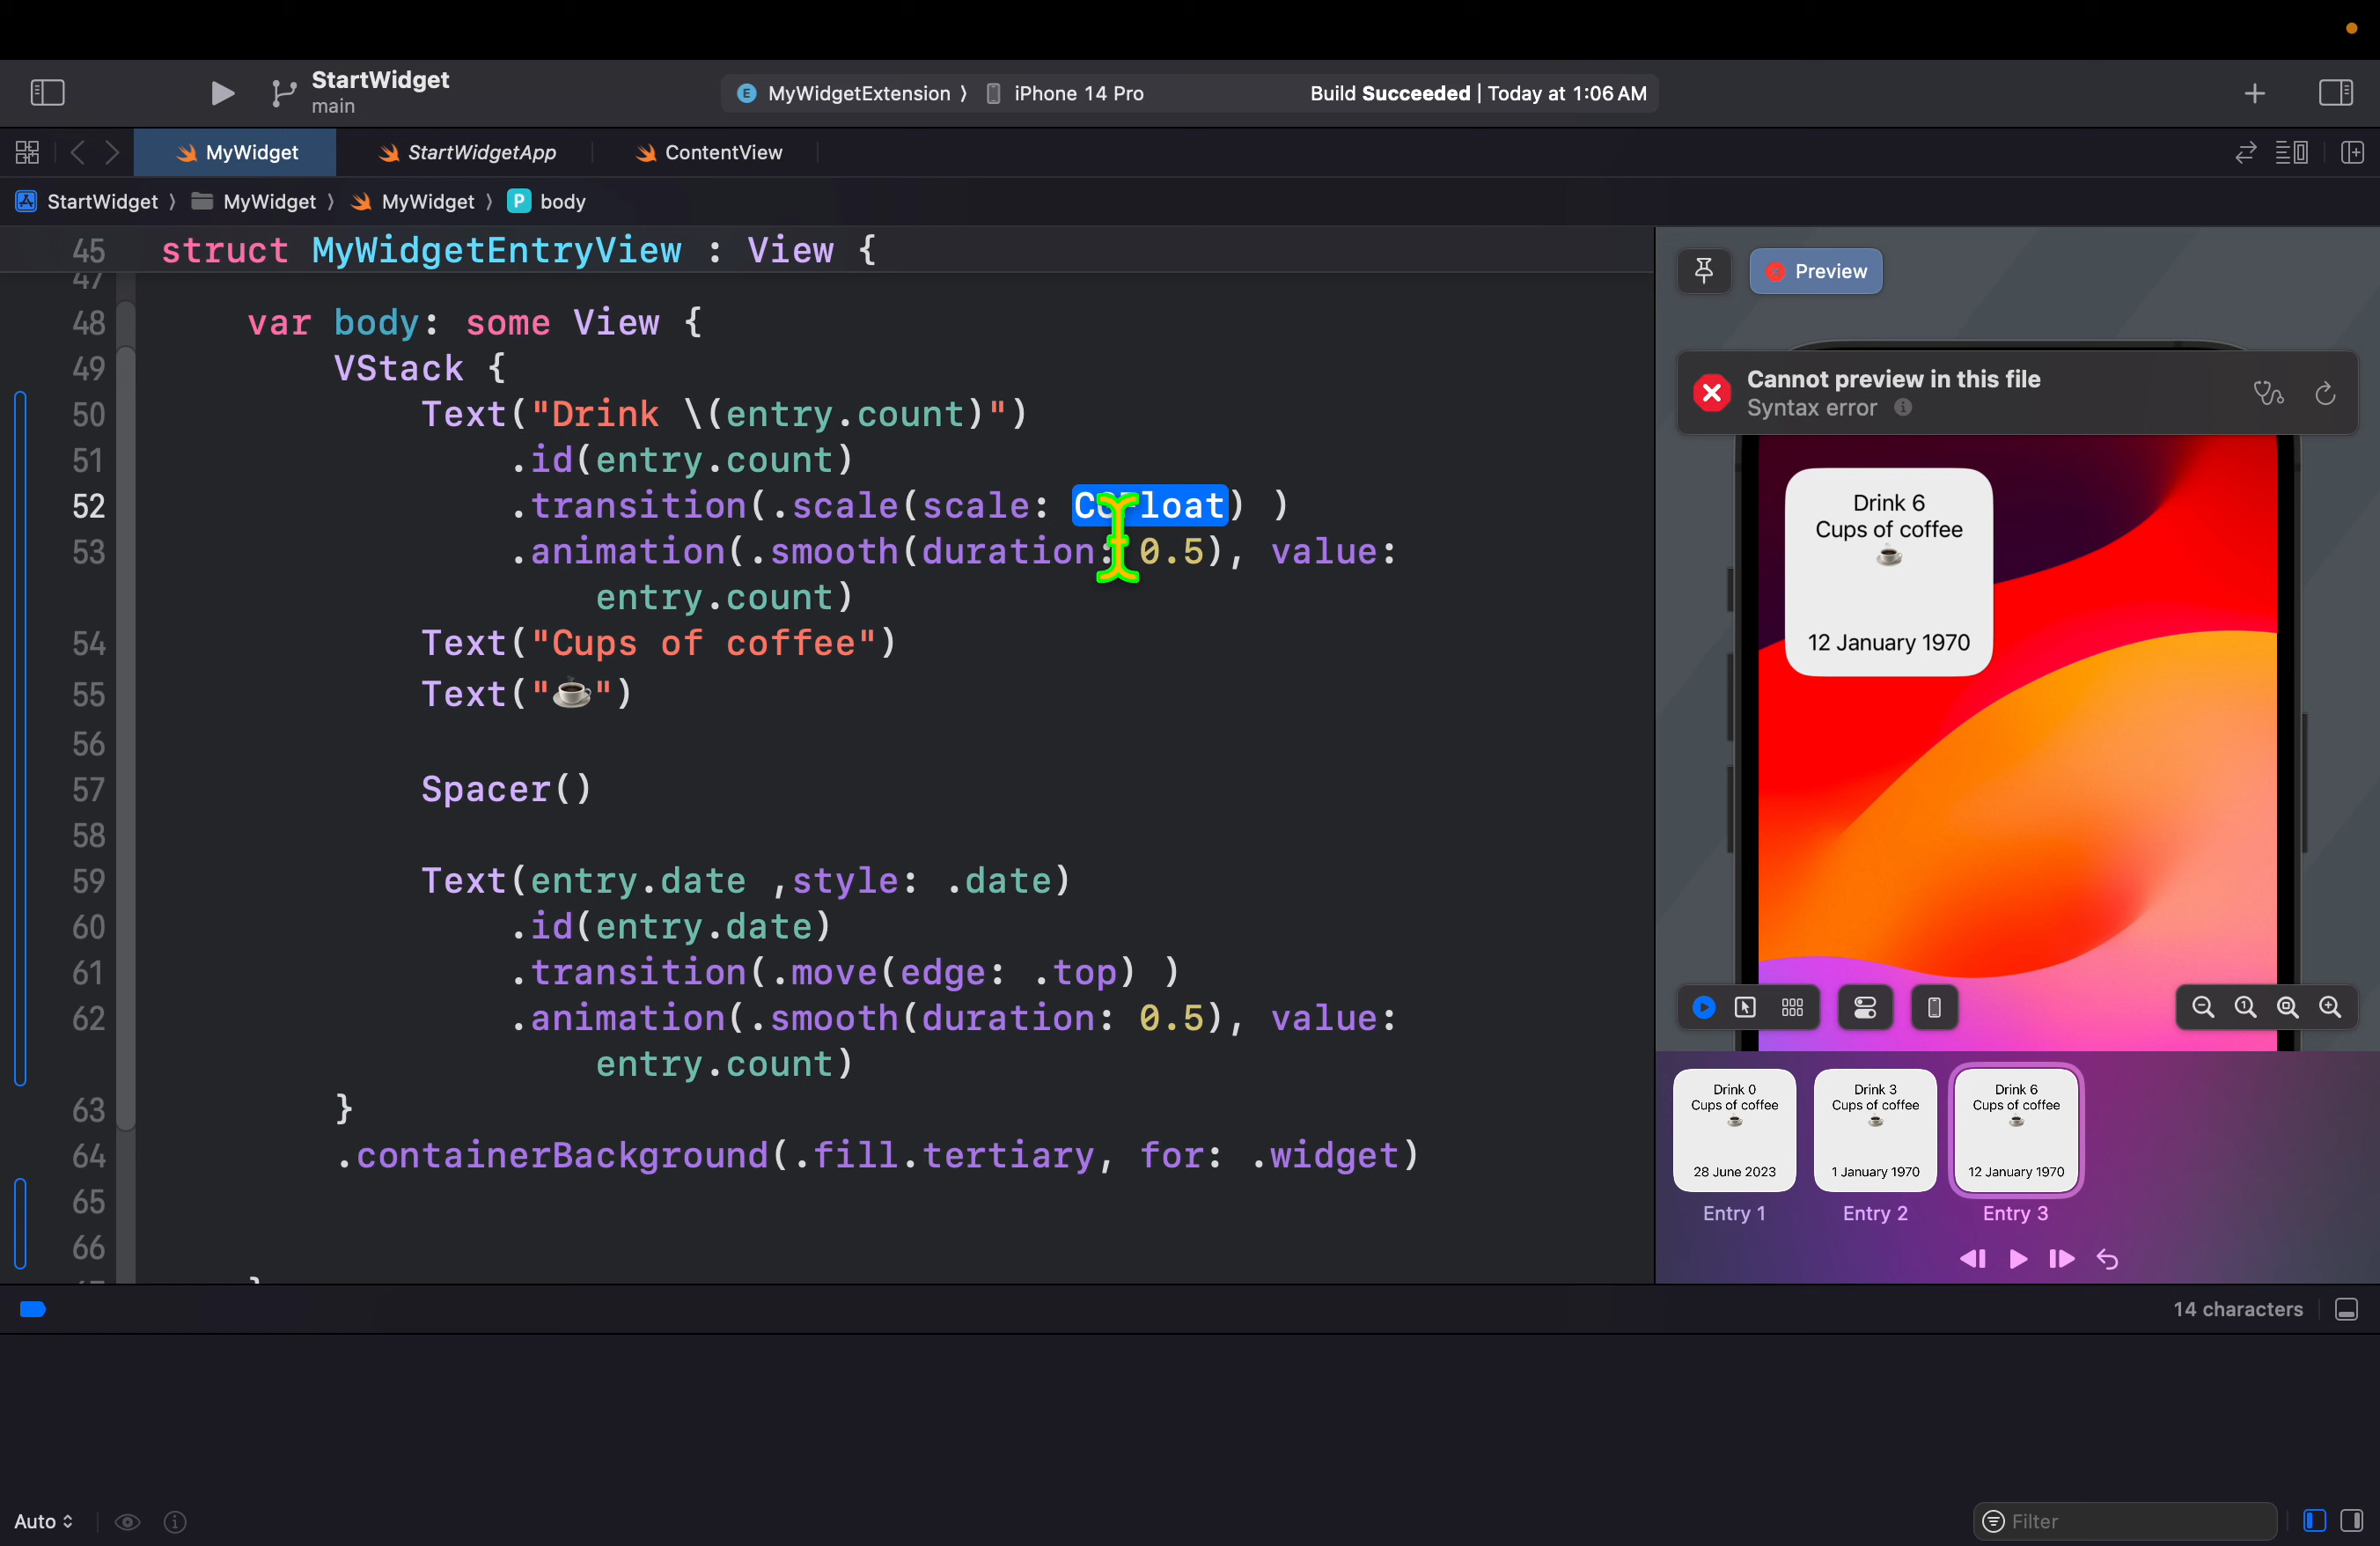 StartWidget
main
E MyWidgetExtension 〉 iPhone 14 Pro
Build Succeeded | Today at 1:06 AM
MyWidget
StartWidgetApp
ContentView
StartWidget 〉 MyWidget 〉 MyWidget 〉 P body
45 struct MyWidgetEntryView : View {
47
48 var body: some View {
49 VStack {
50 Text("Drink \(entry.count)")
51 .id(entry.count)
52 .transition(.scale(scale: CGFloat) )
53 .animation(.smooth(duration: 0.5), value:
entry.count)
54 Text("Cups of coffee")
55 Text("☕")
56
57 Spacer()
58
59 Text(entry.date ,style: .date)
60 .id(entry.date)
61 .transition(.move(edge: .top) )
62 .animation(.smooth(duration: 0.5), value:
entry.count)
63 }
64 .containerBackground(.fill.tertiary, for: .widget)
65
66
Preview
Cannot preview in this file
Syntax error
Drink 6
Cups of coffee
☕
12 January 1970
Drink 0
Cups of coffee
☕
28 June 2023
Entry 1
Drink 3
Cups of coffee
☕
1 January 1970
Entry 2
Drink 6
Cups of coffee
☕
12 January 1970
Entry 3
14 characters
Auto
Filter